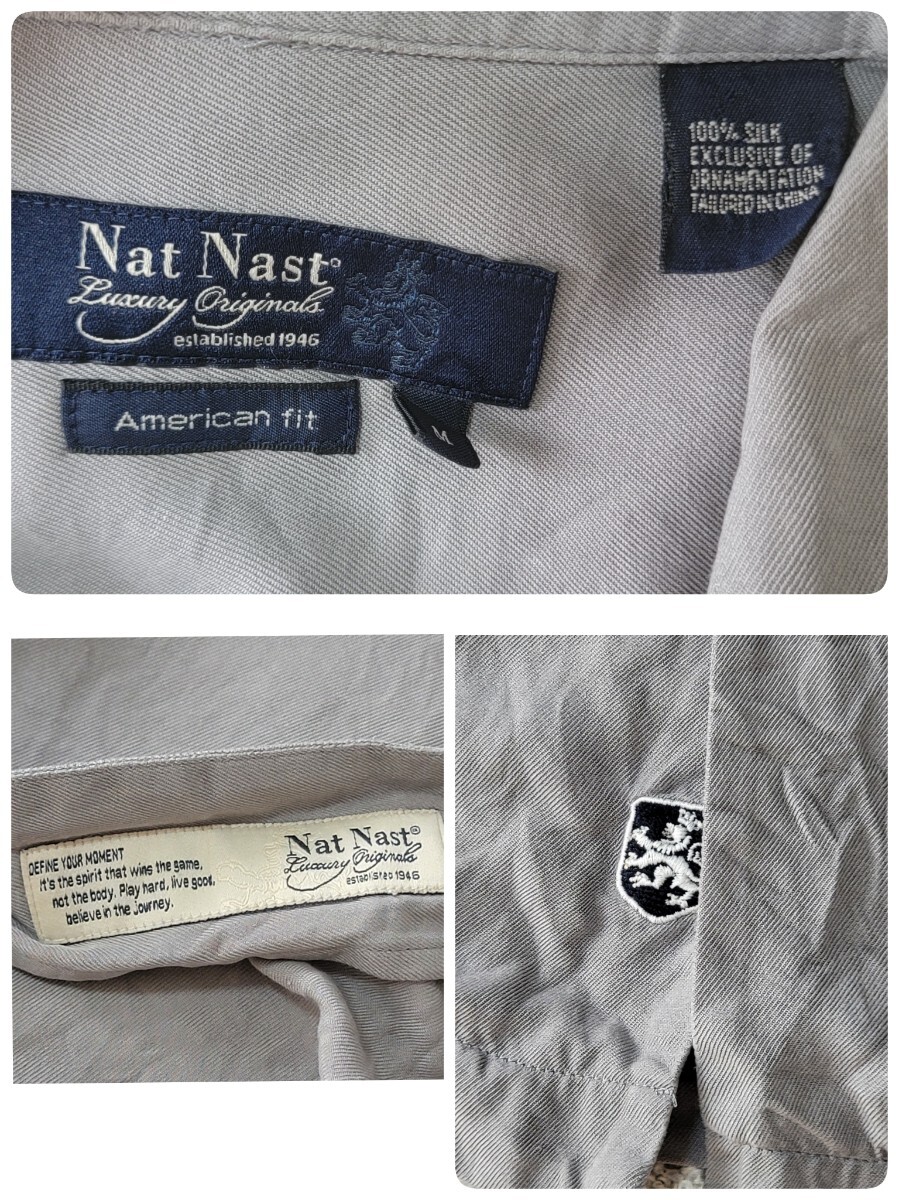 100% SILK
EXCLUSIVE OF
ORNAMENTATION
TAILORED IN CHINA
Nat Nast®
Luxury Originals
established 1946
American fit
M
DEFINE YOUR MOMENT
It's the spirit that wins the game,
not the body. Play hard, live good,
believe in the journey.
Nat Nast®
Luxury Originals
established 1946